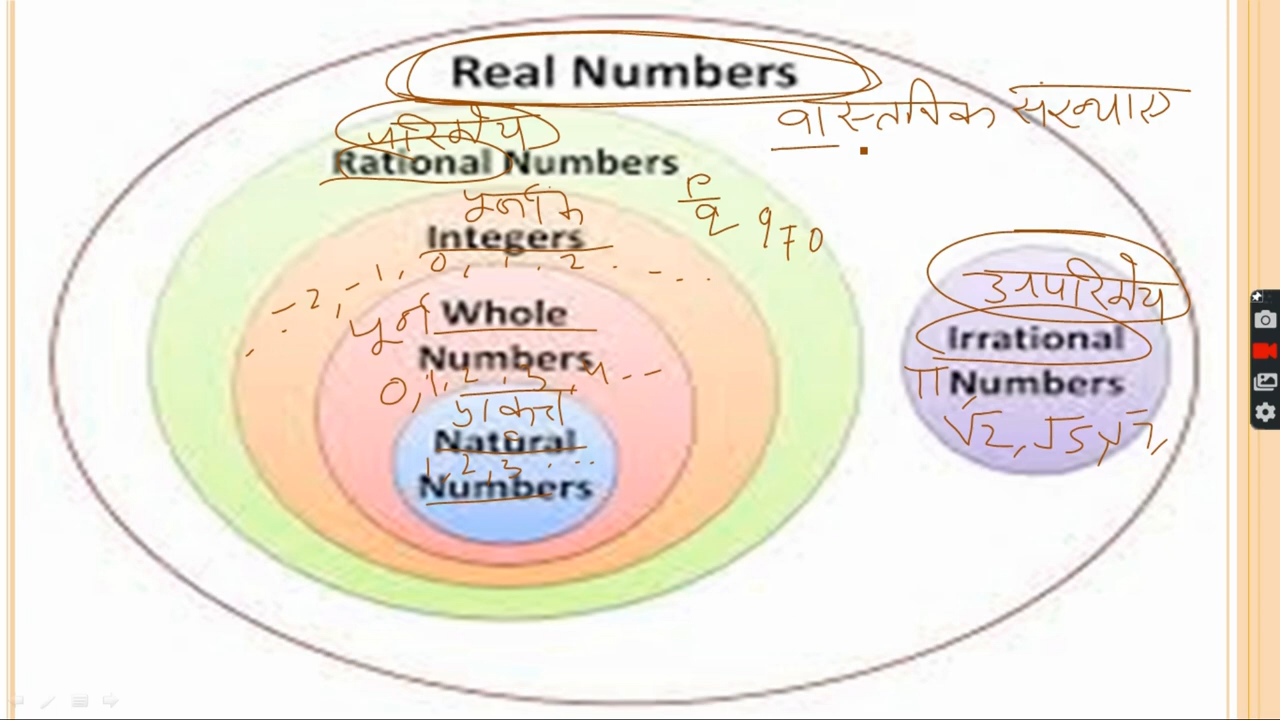 Real Numbers
वास्तविक संख्याएं
परिमेय
Rational Numbers
p/q q ≠ 0
पूर्णांक
Integers
-2, -1, 0, 1, 2 . - - . .
पूर्ण Whole
Numbers
0, 1, 2, 3, 4 - -
प्राकृत
Natural
1, 2, 3 ....
Numbers
अपरिमेय
Irrational
π, Numbers
√2, √5, √7,